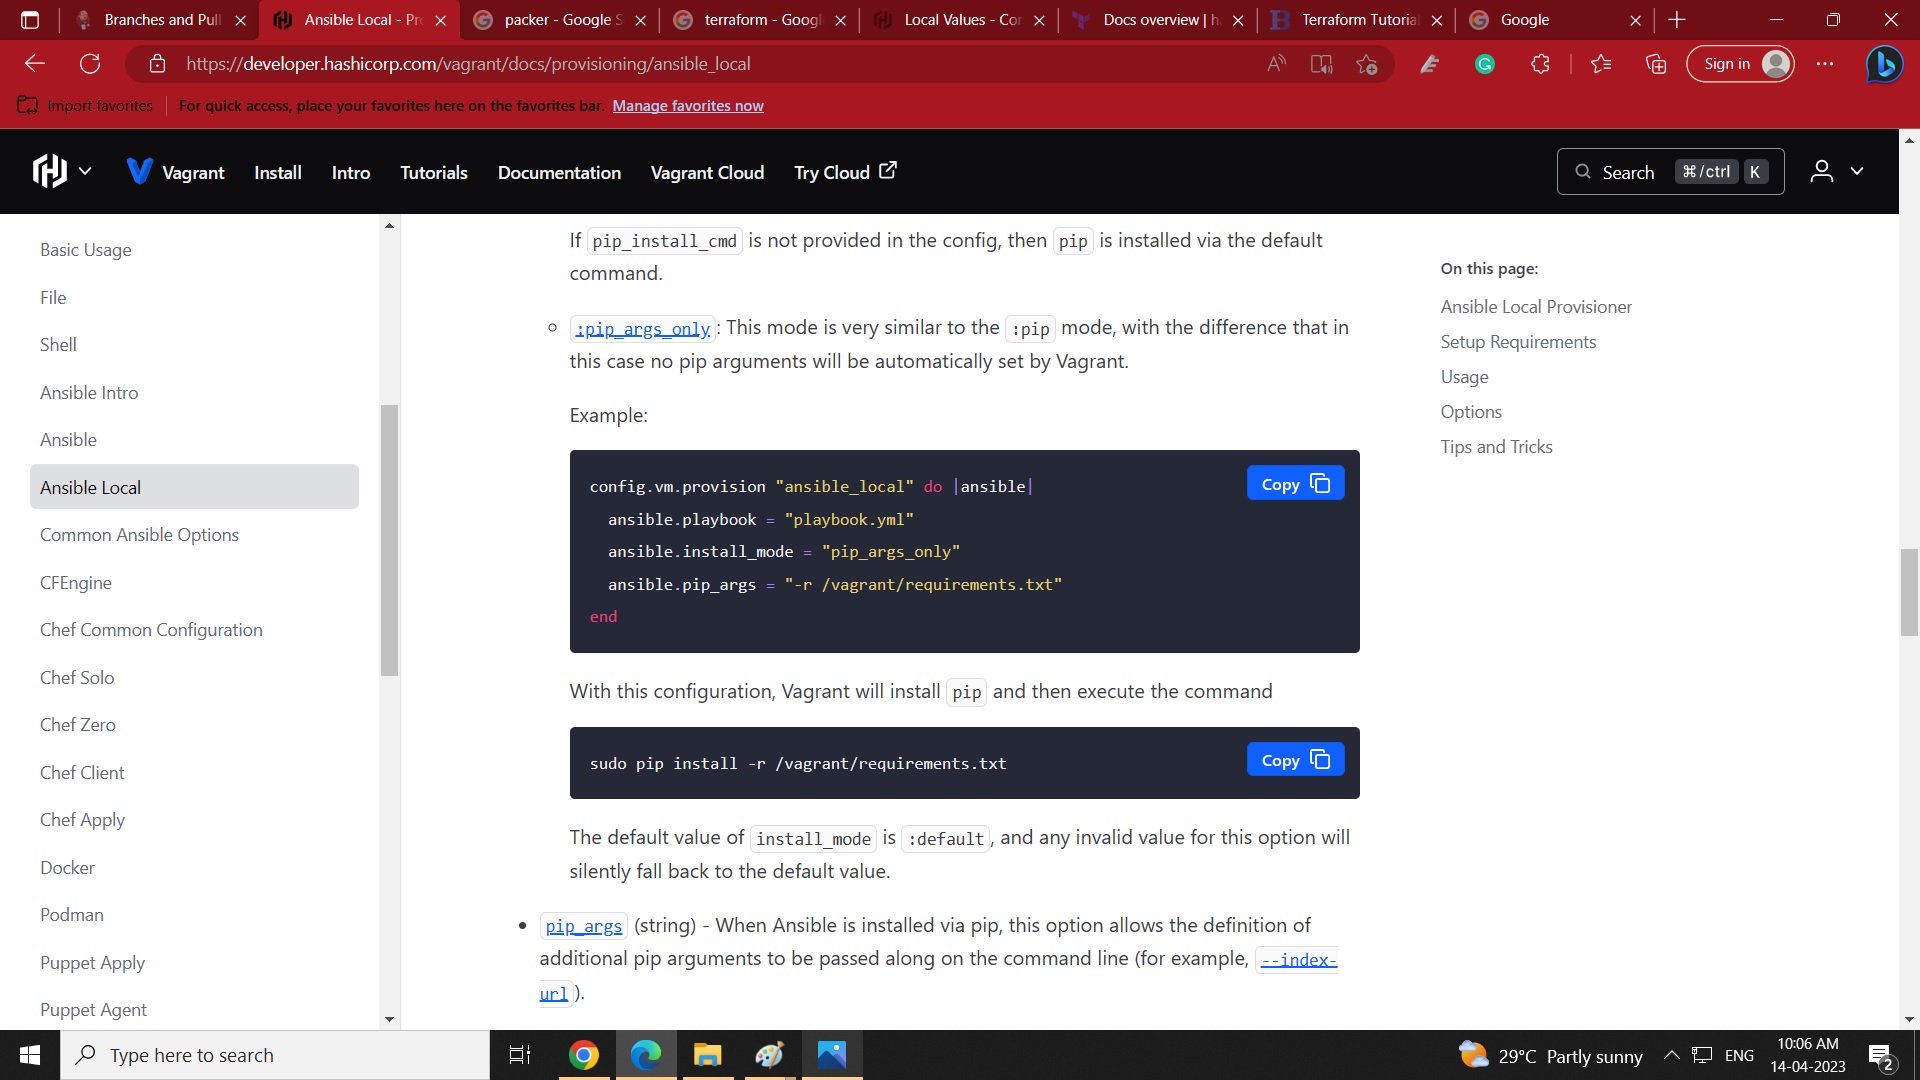 Branches and Pull
Ansible Local - Pro
packer - Google S
terraform - Googl
Local Values - Con
Docs overview | h
Terraform Tutorial
Google
https://developer.hashicorp.com/vagrant/docs/provisioning/ansible_local
Sign in
Import favorites
For quick access, place your favorites here on the favorites bar. Manage favorites now
Vagrant
Install
Intro
Tutorials
Documentation
Vagrant Cloud
Try Cloud
Search
⌘/ctrl
K
Basic Usage
File
Shell
Ansible Intro
Ansible
Ansible Local
Common Ansible Options
CFEngine
Chef Common Configuration
Chef Solo
Chef Zero
Chef Client
Chef Apply
Docker
Podman
Puppet Apply
Puppet Agent
If pip_install_cmd is not provided in the config, then pip is installed via the default
command.
:pip_args_only: This mode is very similar to the :pip mode, with the difference that in
this case no pip arguments will be automatically set by Vagrant.
Example:
config.vm.provision "ansible_local" do |ansible|
ansible.playbook = "playbook.yml"
ansible.install_mode = "pip_args_only"
ansible.pip_args = "-r /vagrant/requirements.txt"
end
Copy
With this configuration, Vagrant will install pip and then execute the command
sudo pip install -r /vagrant/requirements.txt
Copy
The default value of install_mode is :default, and any invalid value for this option will
silently fall back to the default value.
pip_args (string) - When Ansible is installed via pip, this option allows the definition of
additional pip arguments to be passed along on the command line (for example, --index-
url).
On this page:
Ansible Local Provisioner
Setup Requirements
Usage
Options
Tips and Tricks
Type here to search
29°C Partly sunny
ENG
10:06 AM
14-04-2023
2